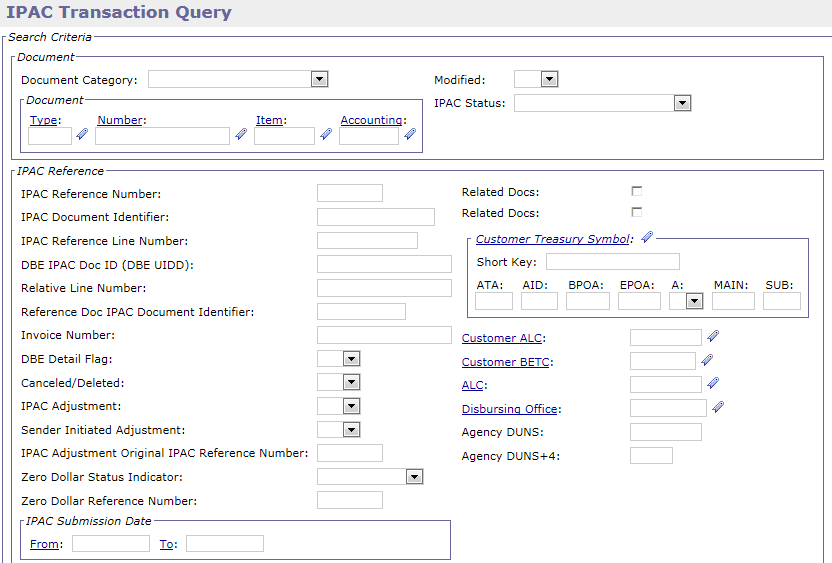 IPAC Transaction Query
Search Criteria
Document
Document Category:
Modified:
IPAC Status:
Document
Type: Number: Item: Accounting:
IPAC Reference
IPAC Reference Number:
IPAC Document Identifier:
IPAC Reference Line Number:
DBE IPAC Doc ID (DBE UIDD):
Relative Line Number:
Reference Doc IPAC Document Identifier:
Invoice Number:
DBE Detail Flag:
Canceled/Deleted:
IPAC Adjustment:
Sender Initiated Adjustment:
IPAC Adjustment Original IPAC Reference Number:
Zero Dollar Status Indicator:
Zero Dollar Reference Number:
Related Docs:
Related Docs:
Customer Treasury Symbol:
Short Key:
ATA: AID: BPOA: EPOA: A: MAIN: SUB:
Customer ALC:
Customer BETC:
ALC:
Disbursing Office:
Agency DUNS:
Agency DUNS+4:
IPAC Submission Date
From: To: